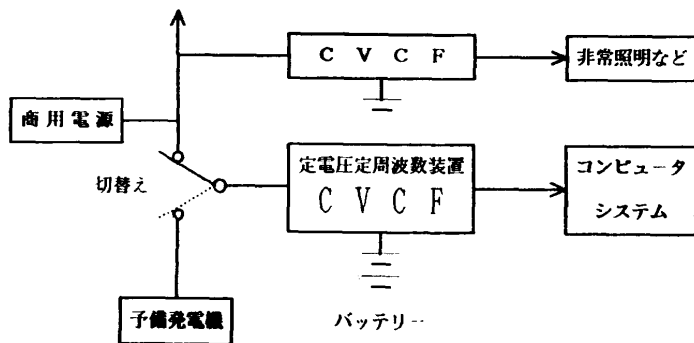 C V C F
非常照明など
商用電源
切替え
定電圧定周波数装置
C V C F
コンピュータ
システム
予備発電機
バッテリー